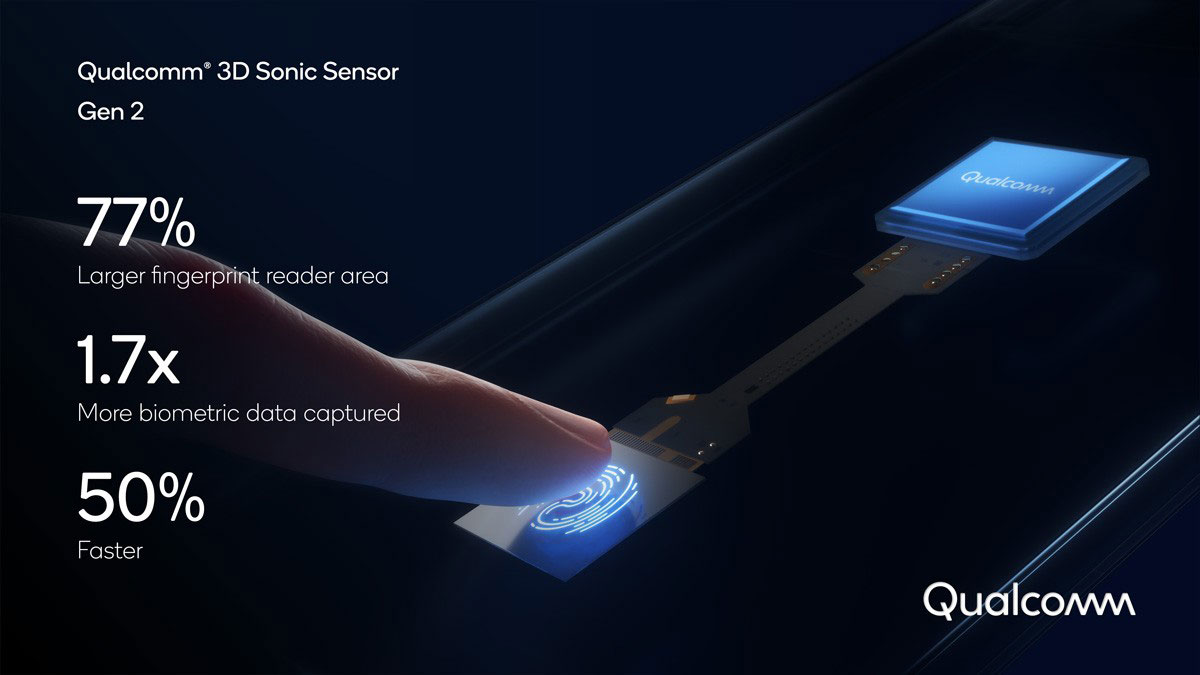 Qualcomm® 3D Sonic Sensor
Gen 2
77%
Larger fingerprint reader area
1.7x
More biometric data captured
50%
Faster
Qualcomm
Qualcomm